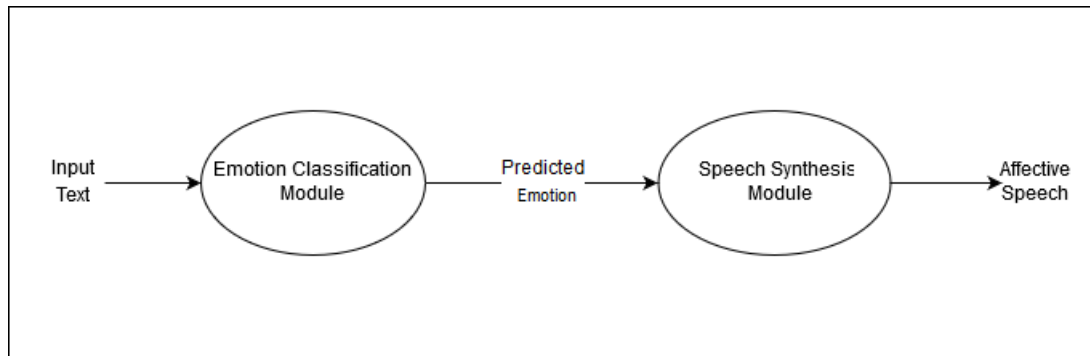 Input
Text
Emotion Classification
Module
Predicted
Emotion
Speech Synthesis
Module
Affective
Speech